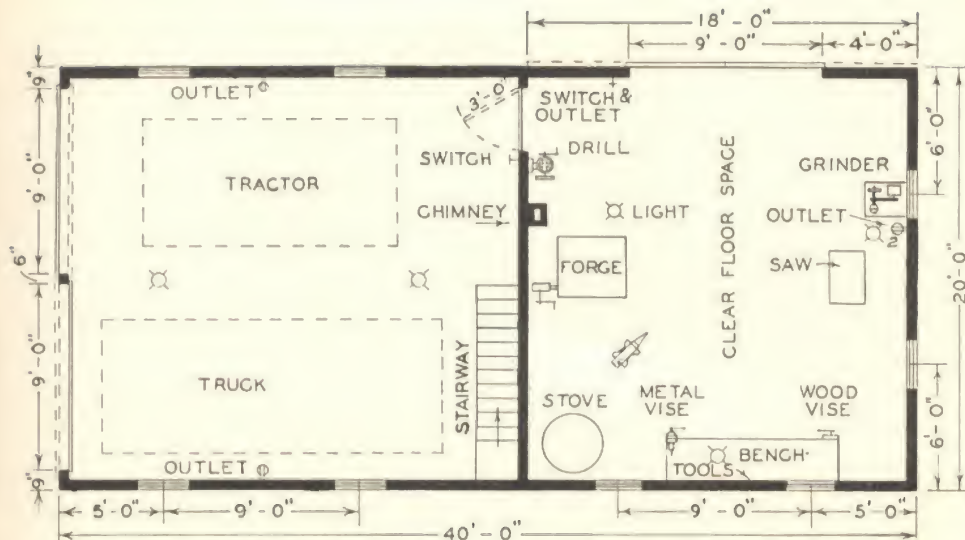 18'-0"
9'-0"
4'-0"
9"
OUTLET
3'-0"
SWITCH &
OUTLET
6'-0"
9'-0"
TRACTOR
SWITCH
DRILL
GRINDER
CHIMNEY
LIGHT
OUTLET
2
CLEAR FLOOR SPACE
6"
FORGE
SAW
20'-0"
9'-0"
TRUCK
STAIRWAY
STOVE
METAL
VISE
WOOD
VISE
6'-0"
BENCH
TOOLS
OUTLET
9"
5'-0"
9'-0"
9'-0"
5'-0"
40'-0"